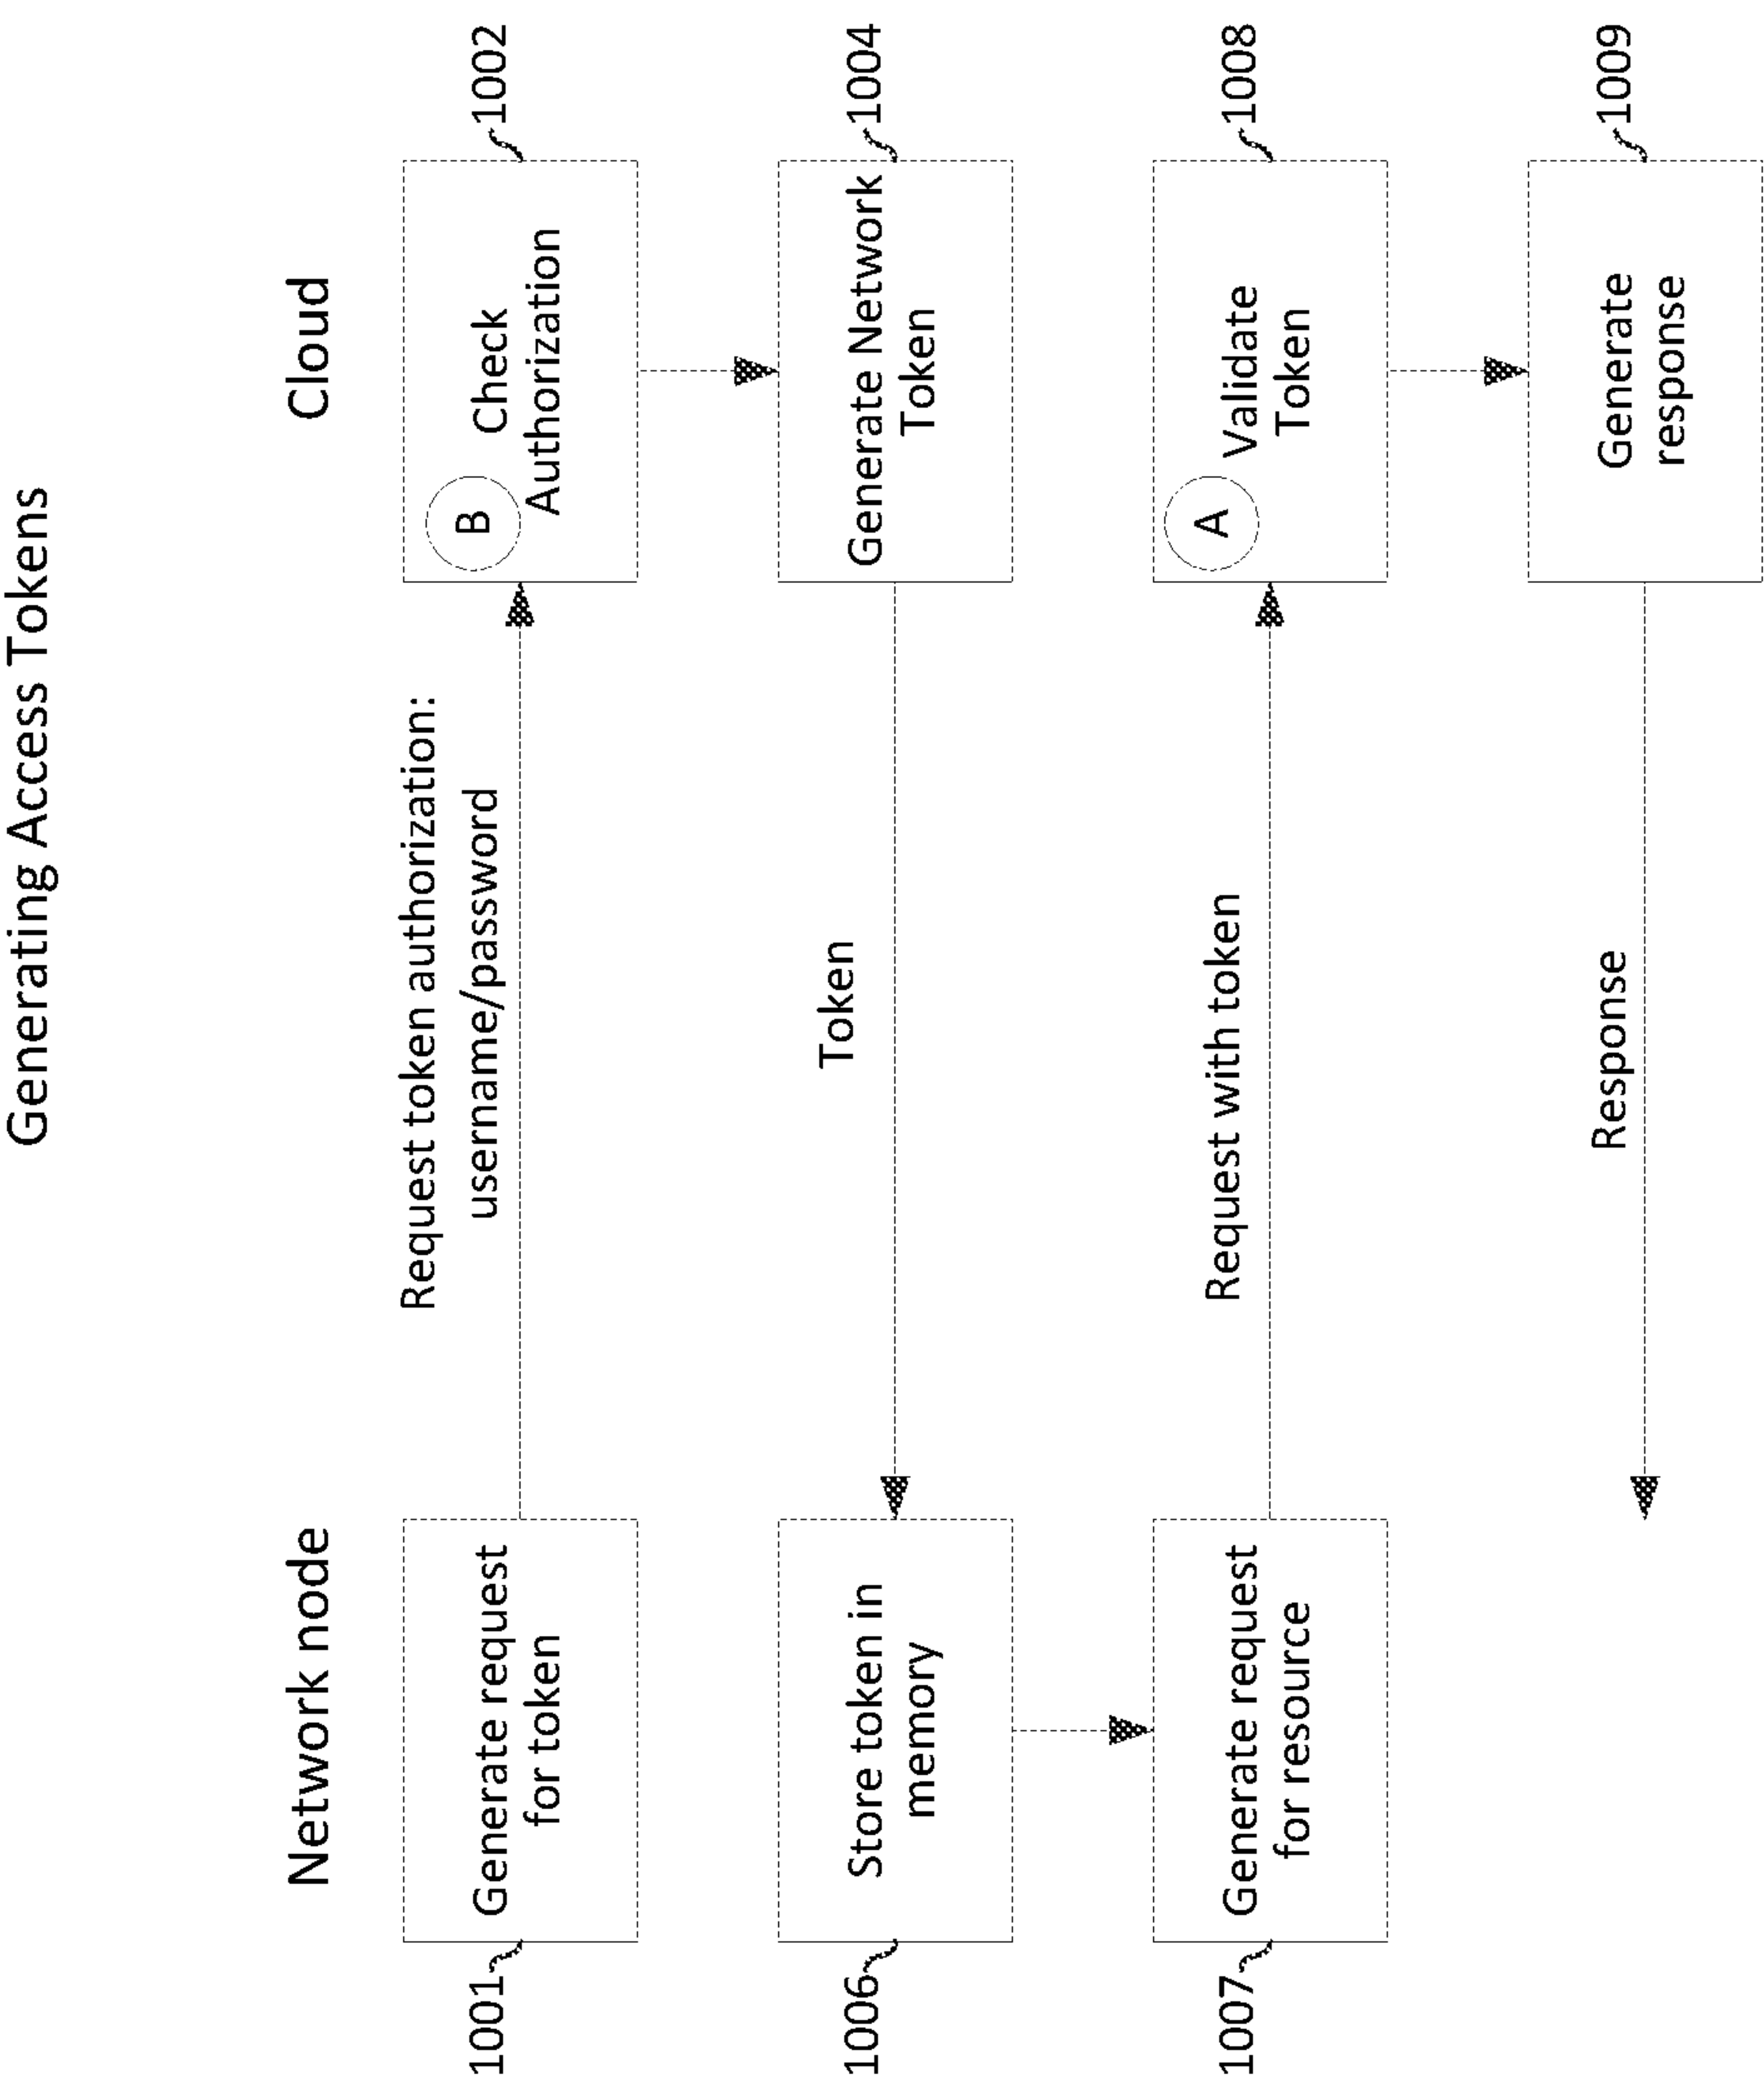 Generating Access Tokens
Network node
Cloud
1001
Generate request
for token
Request token authorization:
username/password
B
Check
Authorization
1002
1006
Store token in
memory
Token
Generate Network
Token
1004
1007
Generate request
for resource
Request with token
A
Validate
Token
1008
Response
Generate
response
1009